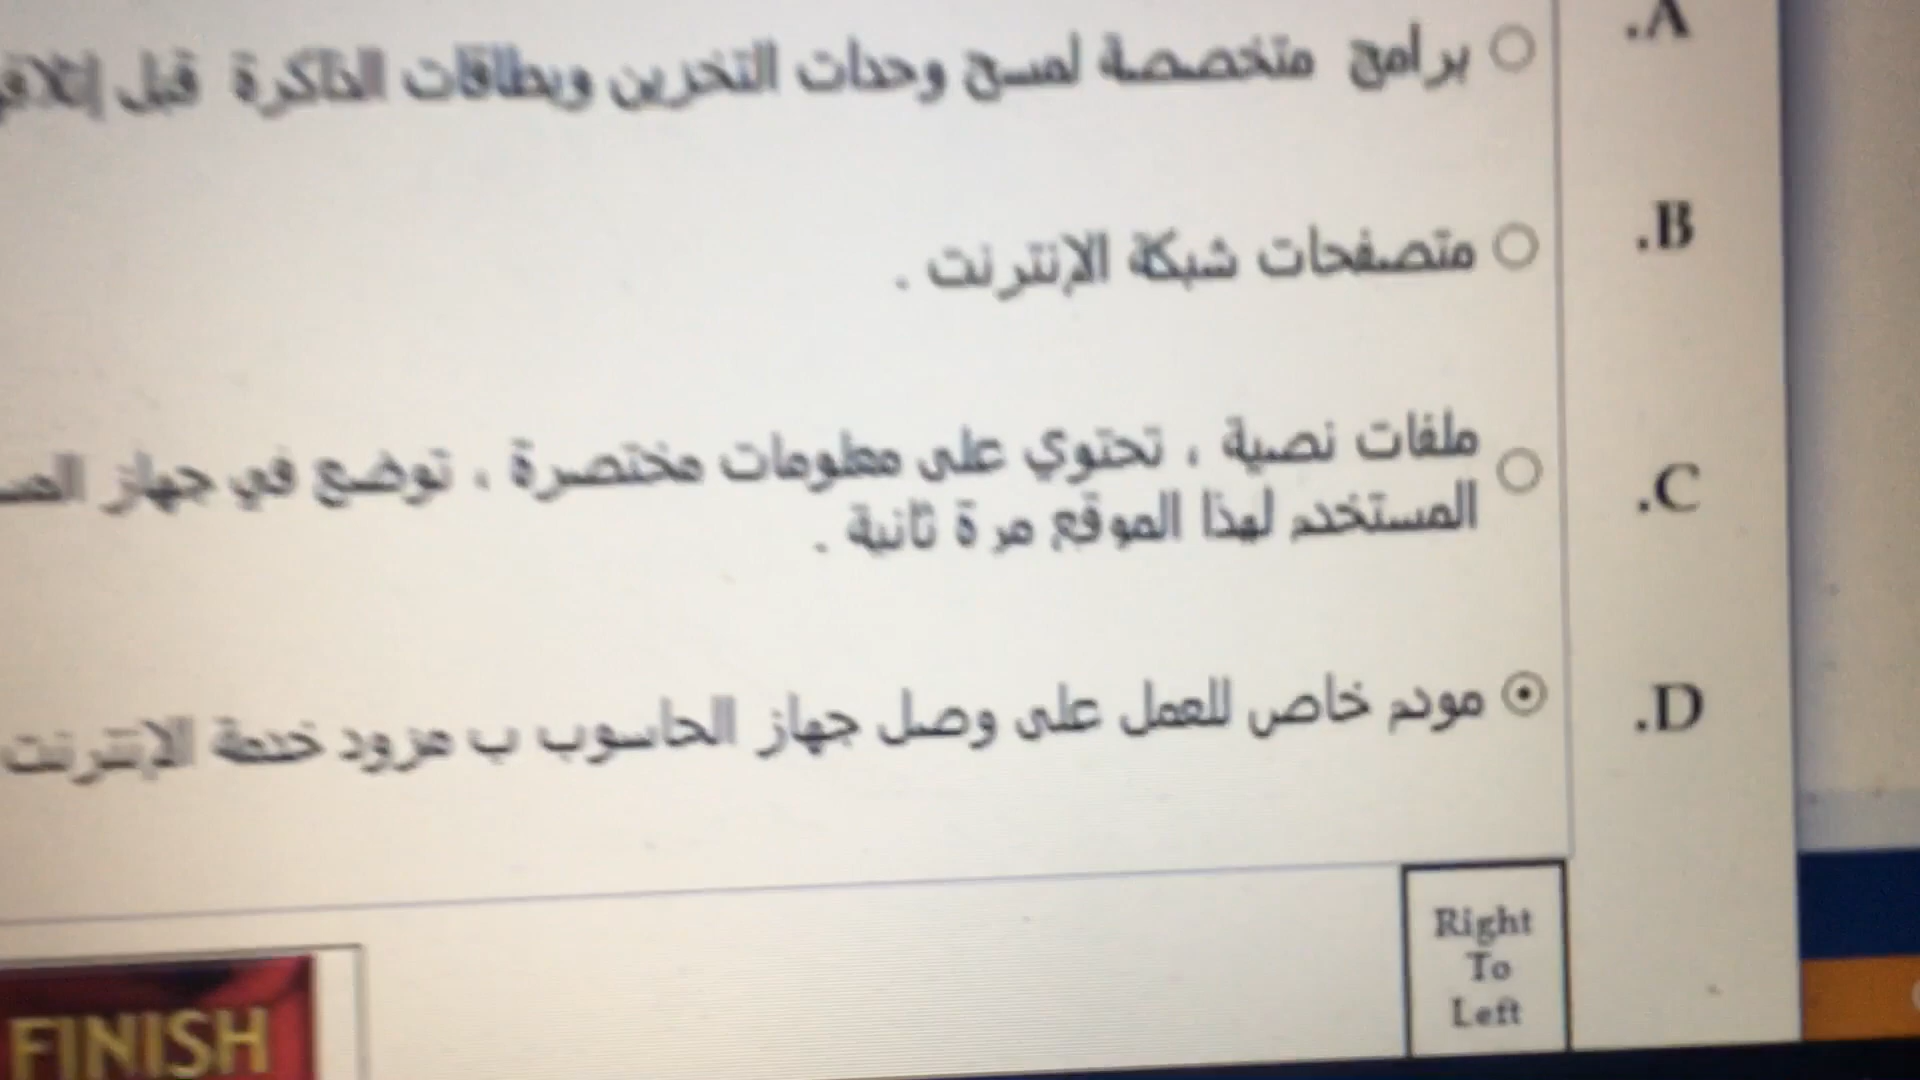 A.
برامج متخصصة لمسح وحدات التخزين وبطاقات الذاكرة قبل
B.
متصفحات شبكة الإنترنت .
C.
ملفات نصية ، تحتوي على معلومات مختصرة ، توضع في جهاز
المستخدم لهذا الموقع مرة ثانية .
D.
مودم خاص للعمل على وصل جهاز الحاسوب ب مزود خدمة الإنترنت
Right
To
Left
FINISH